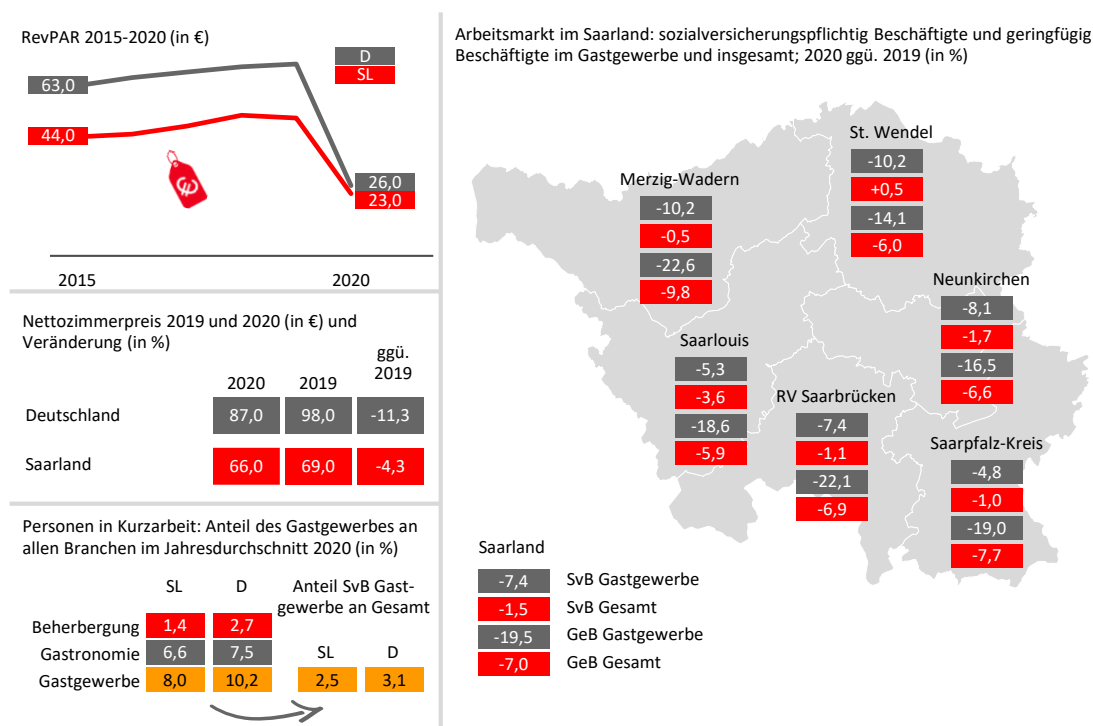 RevPAR 2015-2020 (in €)
D
SL
63,0
44,0
26,0
23,0
2015
2020
Nettozimmerpreis 2019 und 2020 (in €) und
Veränderung (in %)
2020
2019
ggü.
2019
Deutschland
87,0
98,0
-11,3
Saarland
66,0
69,0
-4,3
Personen in Kurzarbeit: Anteil des Gastgewerbes an
allen Branchen im Jahresdurchschnitt 2020 (in %)
SL
D
Anteil SvB Gast-
gewerbe an Gesamt
Beherbergung
1,4
2,7
Gastronomie
6,6
7,5
SL
D
Gastgewerbe
8,0
10,2
2,5
3,1
Arbeitsmarkt im Saarland: sozialversicherungspflichtig Beschäftigte und geringfügig
Beschäftigte im Gastgewerbe und insgesamt; 2020 ggü. 2019 (in %)
St. Wendel
-10,2
+0,5
-14,1
-6,0
Merzig-Wadern
-10,2
-0,5
-22,6
-9,8
Neunkirchen
-8,1
-1,7
-16,5
-6,6
Saarlouis
-5,3
-3,6
-18,6
-5,9
RV Saarbrücken
-7,4
-1,1
-22,1
-6,9
Saarpfalz-Kreis
-4,8
-1,0
-19,0
-7,7
Saarland
-7,4
SvB Gastgewerbe
-1,5
SvB Gesamt
-19,5
GeB Gastgewerbe
-7,0
GeB Gesamt